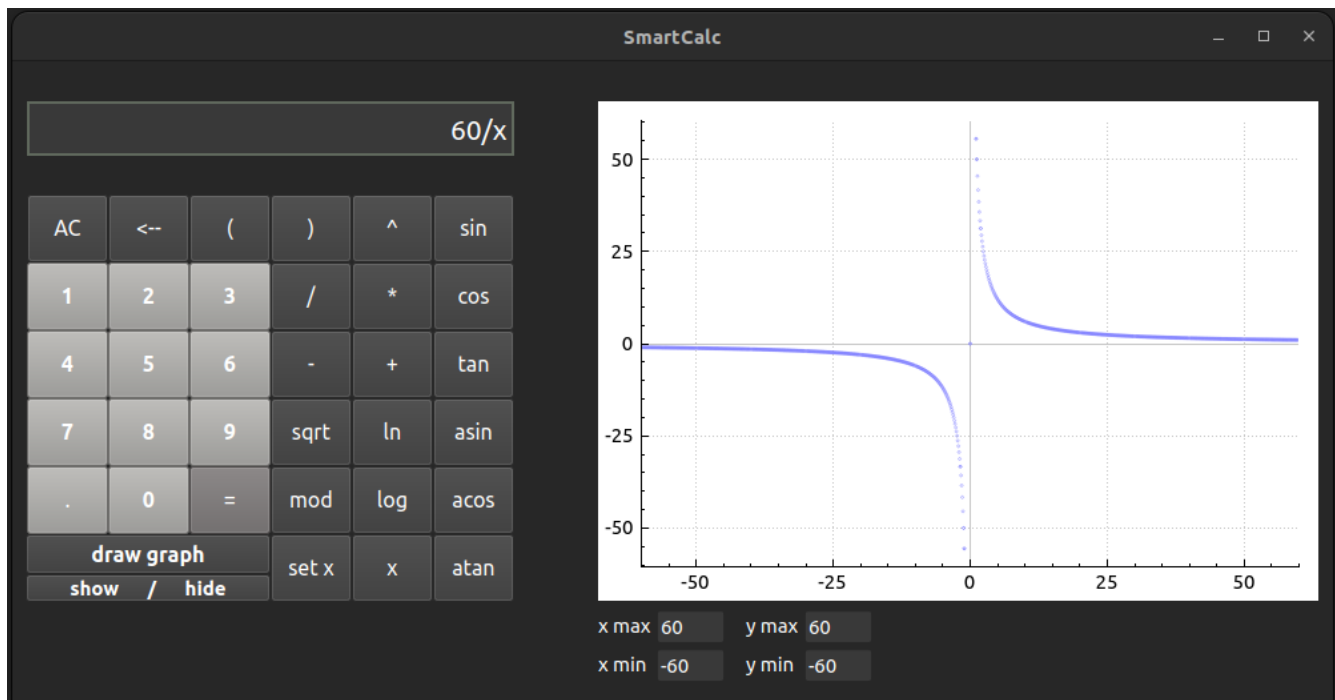 SmartCalc
60/x
AC <-- ( ) ^ sin
1 2 3 / * cos
4 5 6 - + tan
7 8 9 sqrt ln asin
. 0 = mod log acos
draw graph
show / hide
set x x atan
50
25
0
-25
-50
-50 -25 0 25 50
x max 60 y max 60
x min -60 y min -60